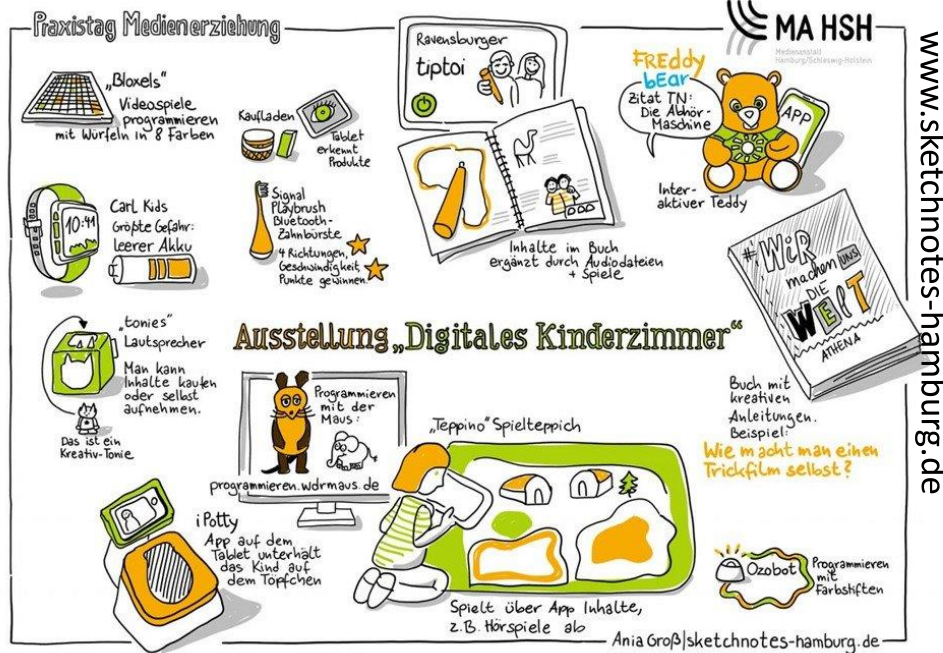 Praxistag Medienerziehung
MA HSH
Medienanstalt
Hamburg/Schleswig-Holstein
„Bloxels“
Videospiele
programmieren
mit Würfeln in 8 Farben
Kaufladen
Tablet
erkennt
Produkte
Ravensburger
tiptoi
Inhalte im Buch
ergänzt durch Audiodateien
+ Spiele
FREddy
bEar
Zitat TN:
Die Abhör-
Maschine
APP
Inter-
aktiver Teddy
10:41
Carl Kids
Größte Gefahr:
Leerer Akku
Signal
Playbrush
Bluetooth-
Zahnbürste
4 Richtungen,
Geschwindigkeit,
Punkte gewinnen.
#WiR
machen UNS
DIE
WELT
ATHENA
Buch mit
kreativen
Anleitungen.
Beispiel:
Wie macht man einen
Trickfilm selbst?
„tonies“
Lautsprecher
Man kann
Inhalte kaufen
oder selbst
aufnehmen.
Das ist ein
Kreativ-Tonie
Ausstellung „Digitales Kinderzimmer“
Programmieren
mit der
Maus:
programmieren.wdrmaus.de
„Teppino“ Spielteppich
Spielt über App Inhalte,
z.B. Hörspiele ab
iPotty
App auf dem
Tablet unterhält
das Kind auf
dem Töpfchen
Ozobot
Programmieren
mit
Farbstiften
Ania Groß|sketchnotes-hamburg.de
www.sketchnotes-hamburg.de